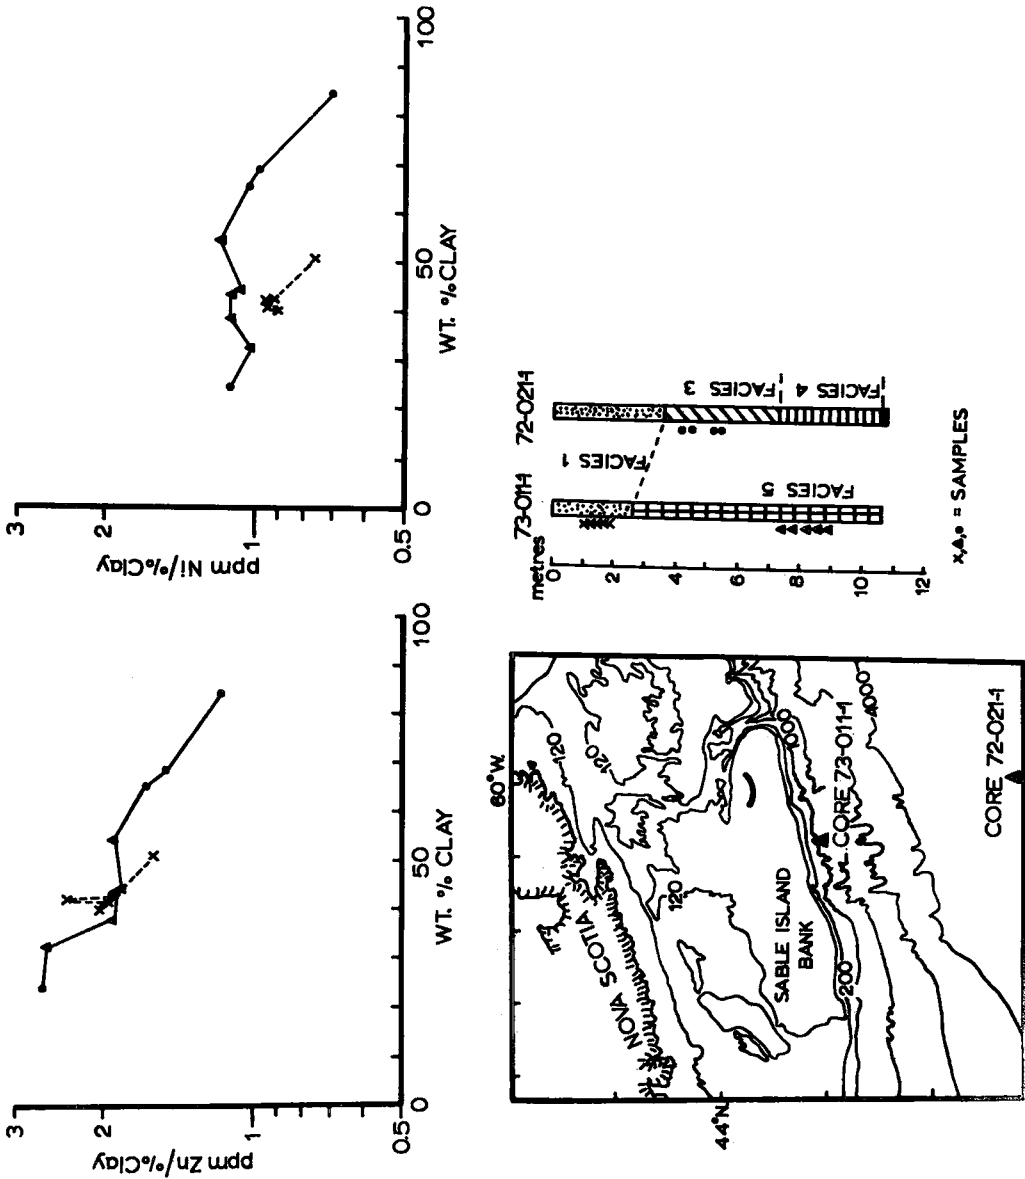 3
2
1
0.5
ppm Zn/%Clay
0
50
100
WT. % CLAY
3
2
1
0.5
ppm Ni/%Clay
0
50
100
WT. %CLAY
60°W.
44°N.
NOVA SCOTIA
120
120
120
SABLE ISLAND
BANK
200
1000
4000
CORE 73-011-1
CORE 72-021-1
metres
0
2
4
6
8
10
12
73-011-1
72-021-1
FACIES 1
FACIES 3
FACIES 4
FACIES 5
x,▲,● = SAMPLES